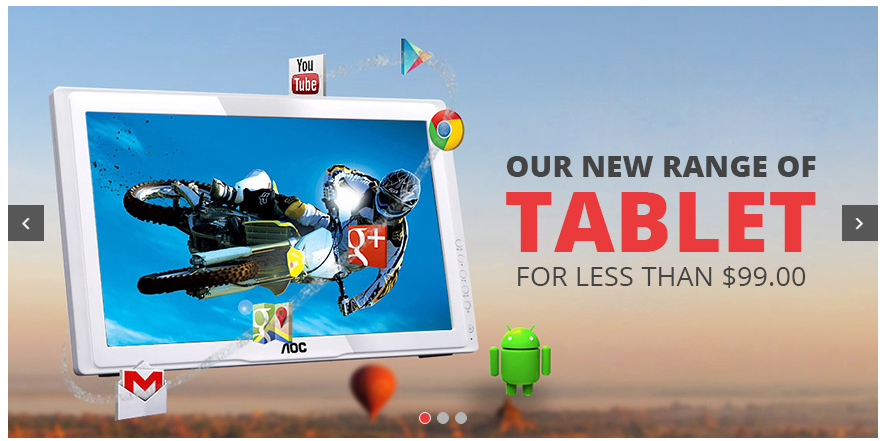 You
Tube
OUR NEW RANGE OF
TABLET
FOR LESS THAN $99.00
g+
g
AOC
M